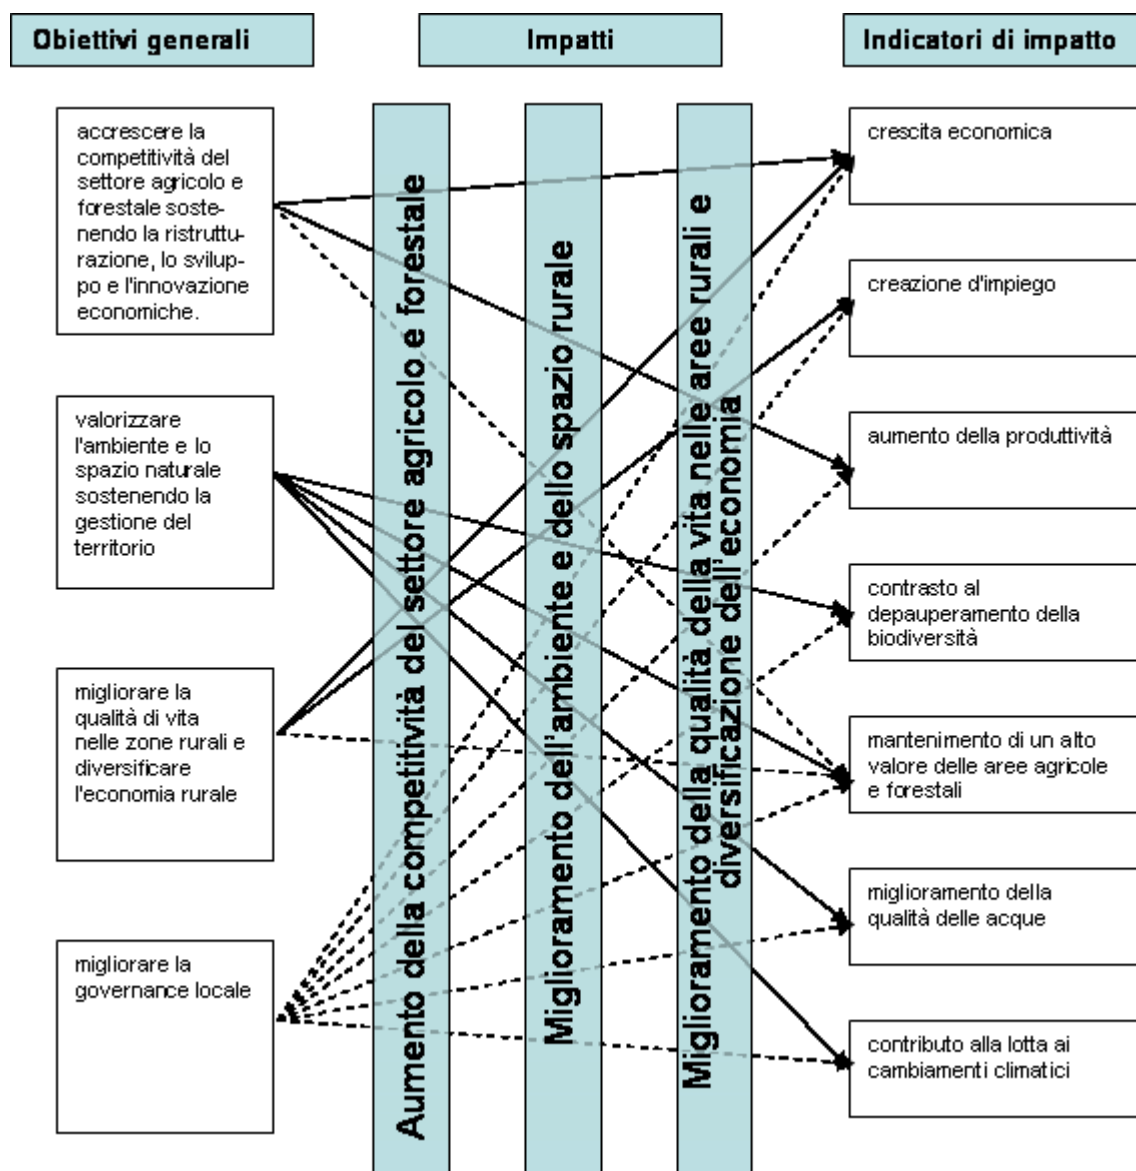 Obiettivi generali
Impatti
Indicatori di impatto
accrescere la
competitività del
settore agricolo e
forestale soste-
nendo la ristruttu-
razione, lo svilup-
po e l'innovazione
economiche.
valorizzare
l'ambiente e lo
spazio naturale
sostenendo la
gestione del
territorio
migliorare la
qualità di vita
nelle zone rurali e
diversificare
l'economia rurale
migliorare la
governance locale
Aumento della competitività del settore agricolo e forestale
Miglioramento dell'ambiente e dello spazio rurale
Miglioramento della qualità della vita nelle aree rurali e
diversificazione dell'economia
crescita economica
creazione d'impiego
aumento della produttività
contrasto al
depauperamento della
biodiversità
mantenimento di un alto
valore delle aree agricole
e forestali
miglioramento della
qualità delle acque
contributo alla lotta ai
cambiamenti climatici